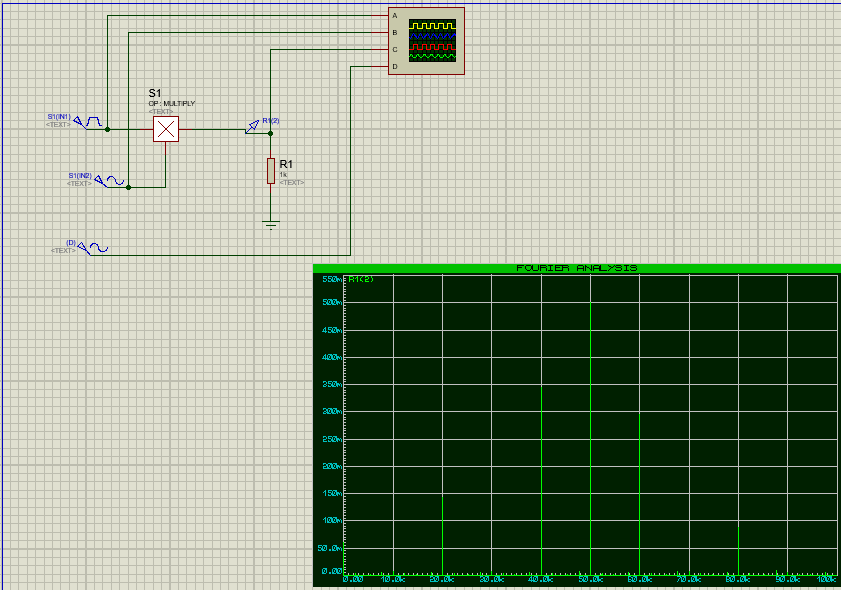 A
B
C
D
S1
OP : MULTIPLY
<TEXT>
S1(IN1)
<TEXT>
R1(2)
R1
1k
<TEXT>
S1(IN2)
<TEXT>
(D)
<TEXT>
FOURIER ANALYSIS
R1(2)
550m
500m
450m
400m
350m
300m
250m
200m
150m
100m
50.0m
0.00
0.00 10.0k 20.0k 30.0k 40.0k 50.0k 60.0k 70.0k 80.0k 90.0k 100k